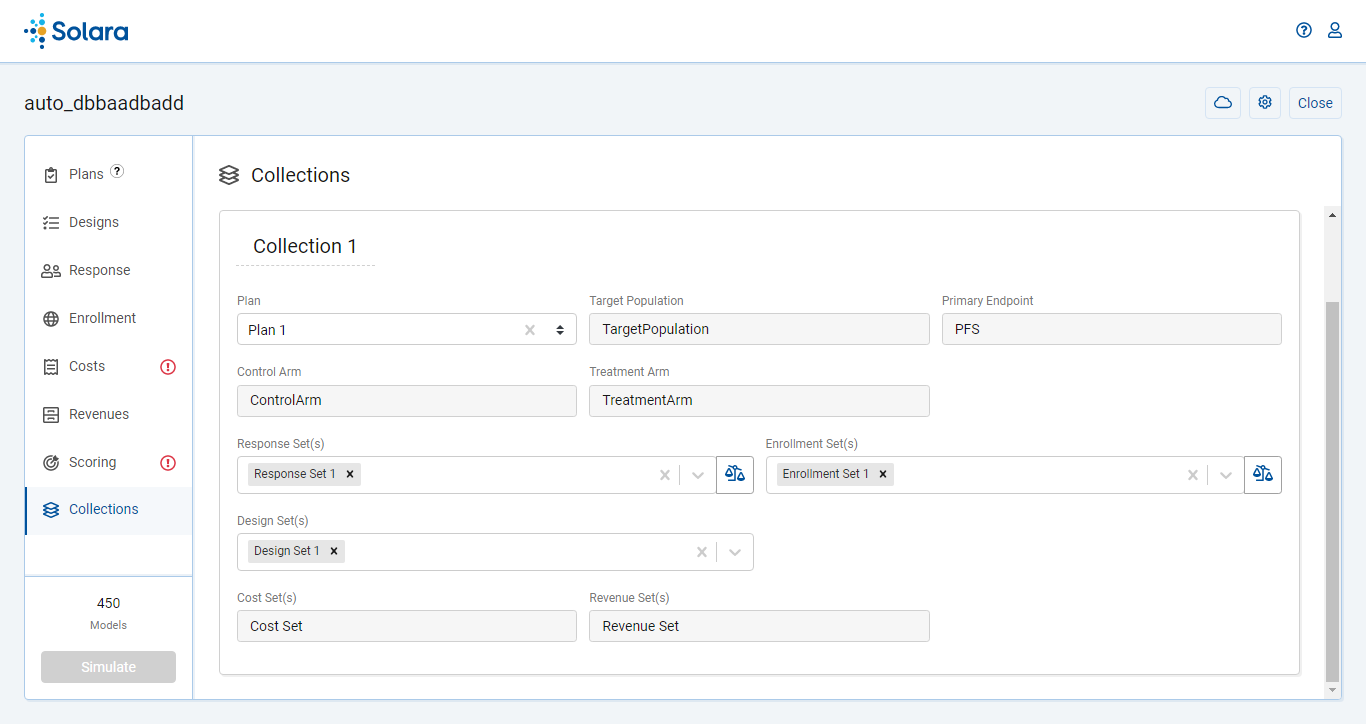 Solara
auto_dbbaadbadd
Close
Plans ?
Designs
Response
Enrollment
Costs
Revenues
Scoring
Collections
450
Models
Simulate
Collections
Collection 1
Plan
Target Population
Primary Endpoint
Plan 1
TargetPopulation
PFS
Control Arm
Treatment Arm
ControlArm
TreatmentArm
Response Set(s)
Enrollment Set(s)
Response Set 1
Enrollment Set 1
Design Set(s)
Design Set 1
Cost Set(s)
Revenue Set(s)
Cost Set
Revenue Set